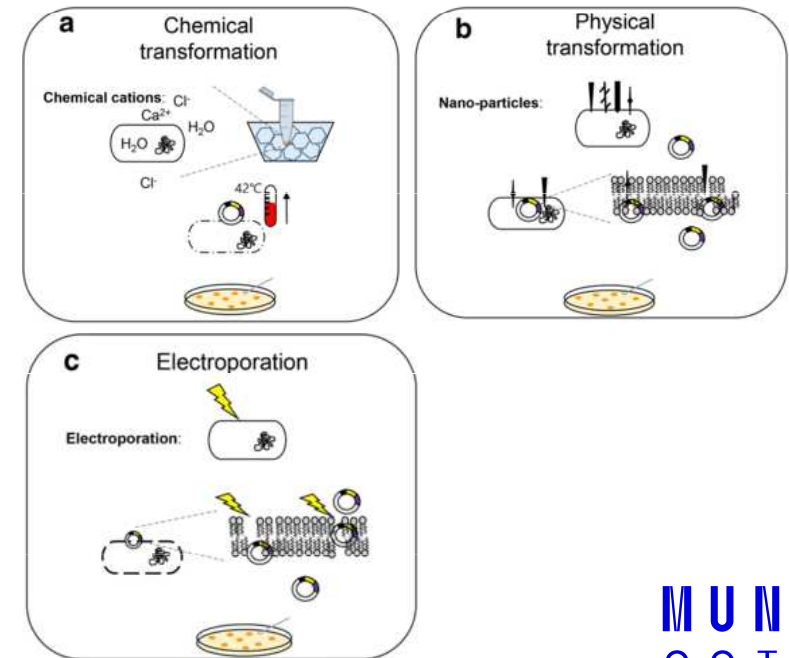 a
Chemical
transformation
Chemical cations: Cl⁻
Ca²⁺
H₂O
H₂O
Cl⁻
42℃
b
Physical
transformation
Nano-particles:
c
Electroporation
Electroporation:
MUN